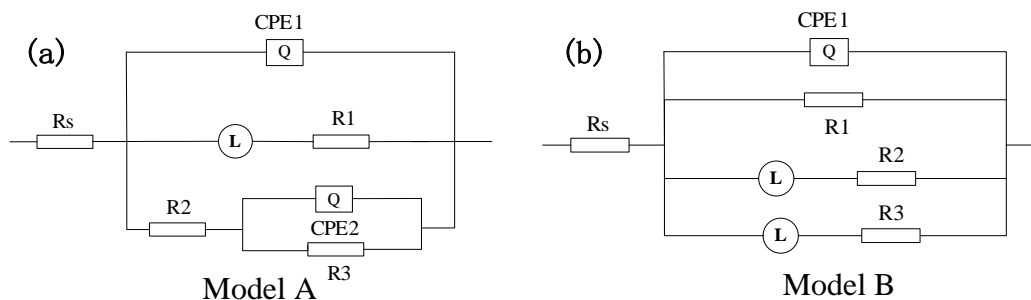 (a)
CPE1
Q
Rs
L
R1
R2
Q
CPE2
R3
Model A
(b)
CPE1
Q
R1
Rs
L
R2
L
R3
Model B